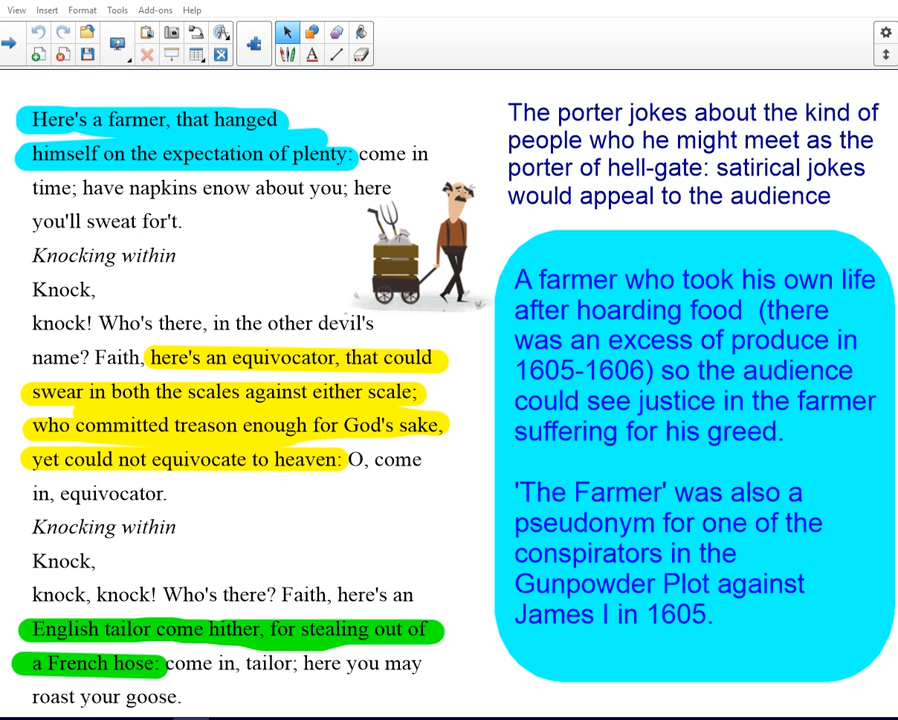 View Insert Format Tools Add-ons Help
Here's a farmer, that hanged
himself on the expectation of plenty: come in
time; have napkins enow about you; here
you'll sweat for't.
Knocking within
Knock,
knock! Who's there, in the other devil's
name? Faith, here's an equivocator, that could
swear in both the scales against either scale;
who committed treason enough for God's sake,
yet could not equivocate to heaven: O, come
in, equivocator.
Knocking within
Knock,
knock, knock! Who's there? Faith, here's an
English tailor come hither, for stealing out of
a French hose: come in, tailor; here you may
roast your goose.
The porter jokes about the kind of
people who he might meet as the
porter of hell-gate: satirical jokes
would appeal to the audience
A farmer who took his own life
after hoarding food (there
was an excess of produce in
1605-1606) so the audience
could see justice in the farmer
suffering for his greed.
'The Farmer' was also a
pseudonym for one of the
conspirators in the
Gunpowder Plot against
James I in 1605.